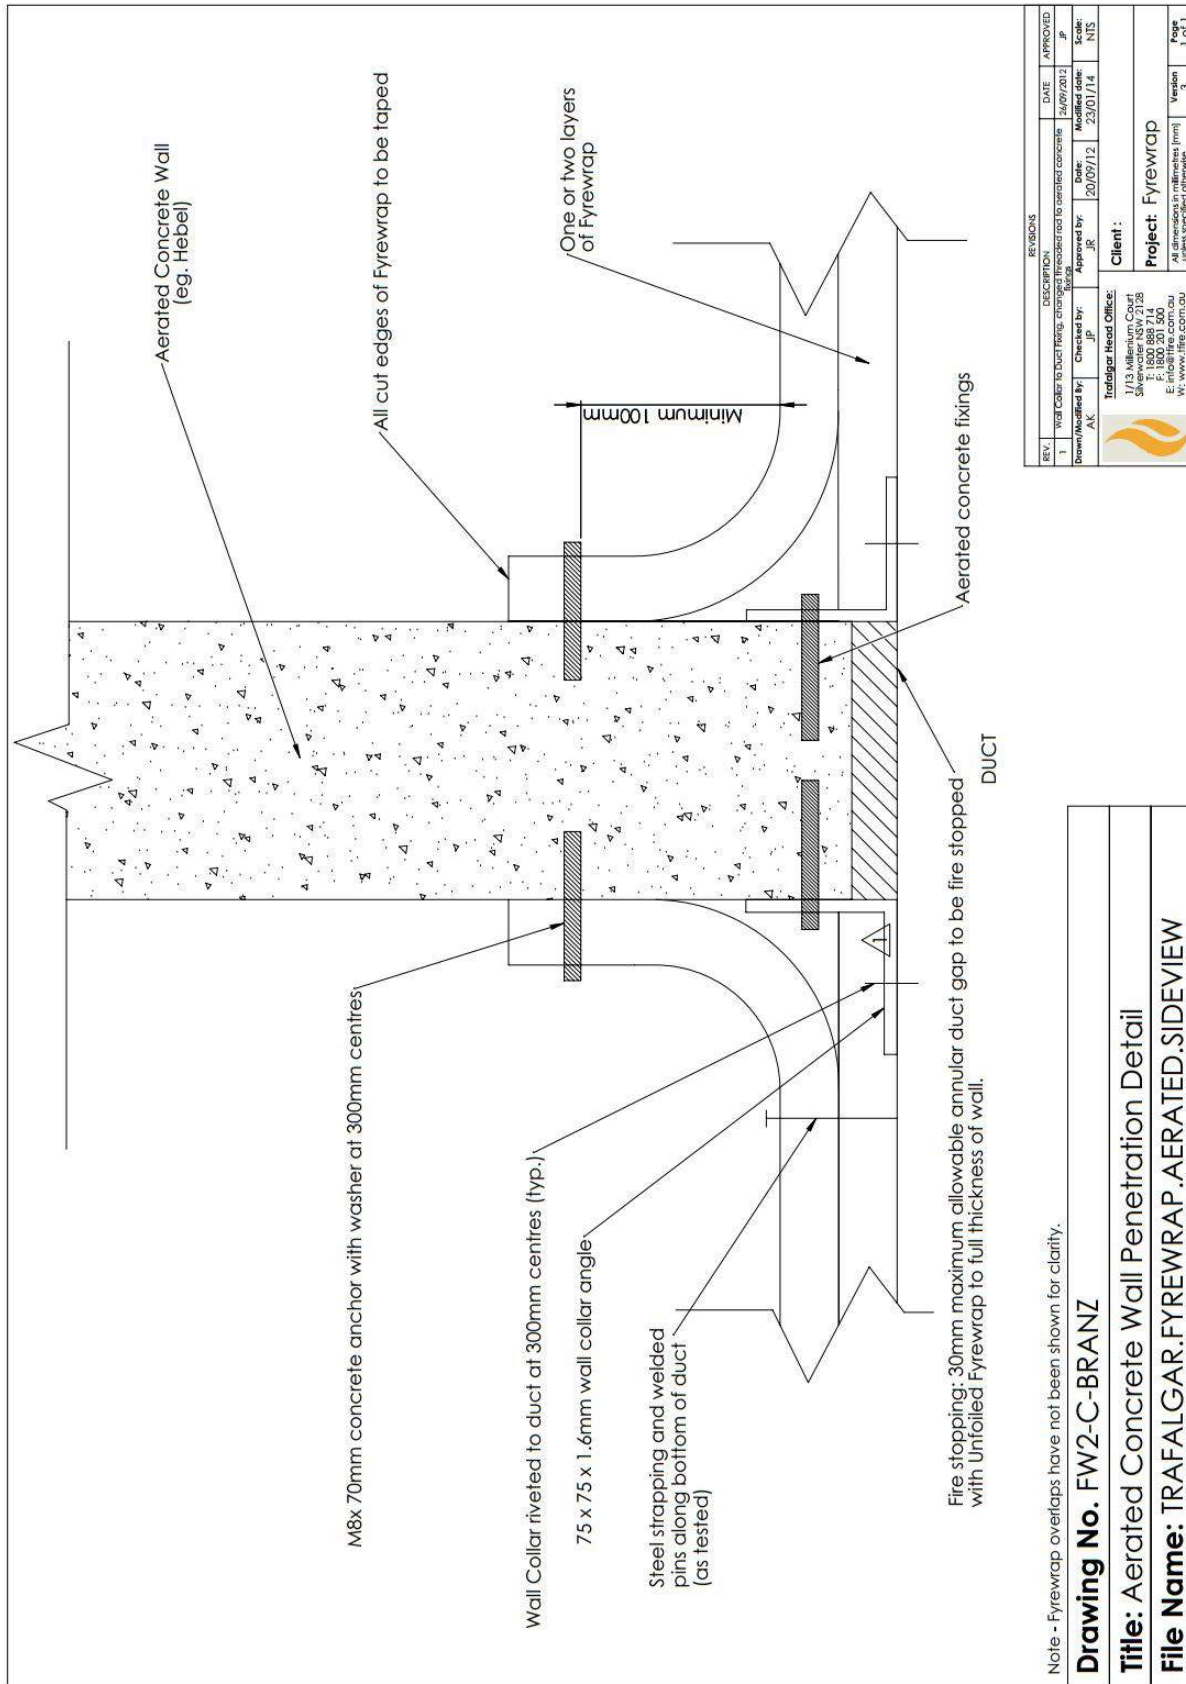 Aerated Concrete Wall
(eg. Hebel)
All cut edges of Fyrewrap to be taped
One or two layers
of Fyrewrap
Minimum 100mm
M8x 70mm concrete anchor with washer at 300mm centres
Wall Collar riveted to duct at 300mm centres (typ.)
75 x 75 x 1.6mm wall collar angle
Steel strapping and welded
pins along bottom of duct
(as tested)
1
Aerated concrete fixings
DUCT
Fire stopping: 30mm maximum allowable annular duct gap to be fire stopped
with Unfoiled Fyrewrap to full thickness of wall.
Note - Fyrewrap overlaps have not been shown for clarity.
Drawing No. FW2-C-BRANZ
Title: Aerated Concrete Wall Penetration Detail
File Name: TRAFALGAR.FYREWRAP.AERATED.SIDEVIEW
REVISIONS
REV. DESCRIPTION DATE APPROVED
1 Wall Collar to Duct Fixing, changed threaded rod to aerated concrete 26/09/2012 JP
fixings
Drawn/Modified By: Checked by: Approved by: Date: Modified date: Scale:
AK JP JR 20/09/12 23/01/14 NTS
Trafalgar Head Office:
1/13 Millenium Court
Silverwater NSW 2128
T: 1800 888 714
F: 1800 201 500
E: info@tfire.com.au
W: www.tfire.com.au
Client :
Project: Fyrewrap
All dimensions in millimetres [mm]
unless specified otherwise
Version
3
Page
1 of 1